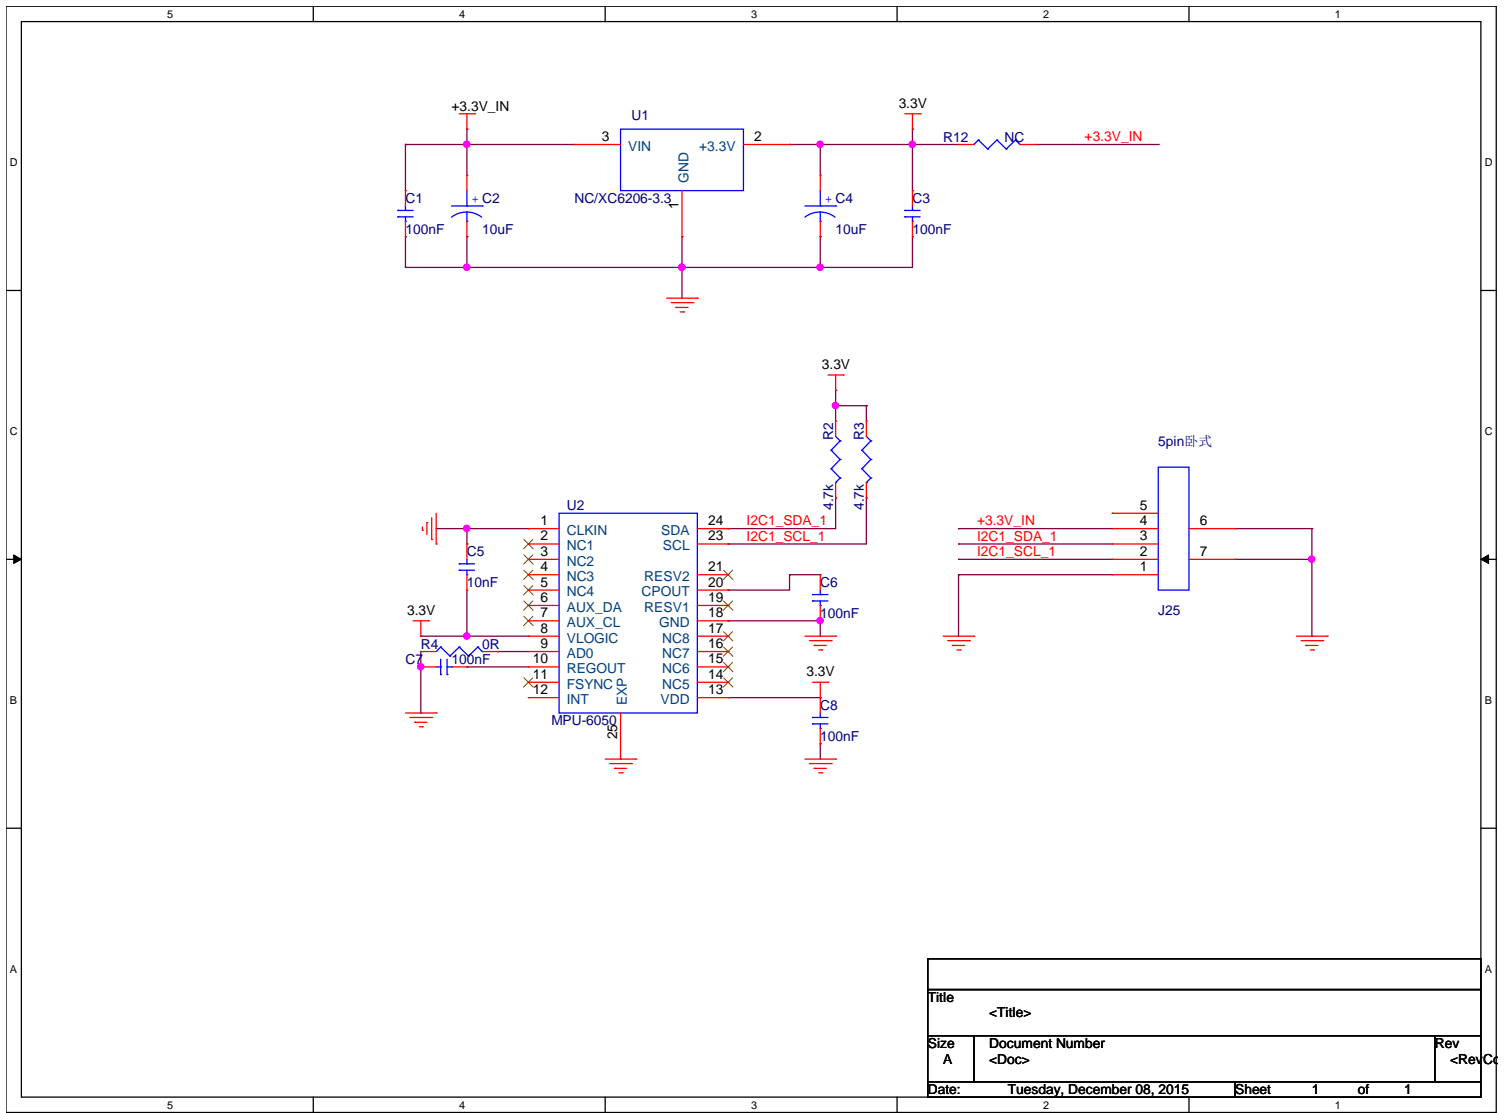 5 4 3 2 1
D D
C C
B B
A A
+3.3V_IN
U1
3 VIN +3.3V 2
GND
1
NC/XC6206-3.3
3.3V
R12 NC +3.3V_IN
C1
100nF
+ C2
10uF
+ C4
10uF
C3
100nF
3.3V
R2
4.7k
R3
4.7k
U2
1 CLKIN
2 NC1
3 NC2
4 NC3
5 NC4
6 AUX_DA
7 AUX_CL
8 VLOGIC
9 AD0
10 REGOUT
11 FSYNC
12 INT
EXP
25
SDA 24 I2C1_SDA_1
SCL 23 I2C1_SCL_1
RESV2 21
CPOUT 20
RESV1 19
GND 18
NC8 17
NC7 16
NC6 15
NC5 14
VDD 13
MPU-6050
C5
10nF
3.3V
R4 0R
C7 100nF
C6
100nF
3.3V
C8
100nF
5pin卧式
5
+3.3V_IN 4
I2C1_SDA_1 3
I2C1_SCL_1 2
1
6
7
J25
Title
<Title>
Size
A
Document Number
<Doc>
Rev
<RevCo
Date: Tuesday, December 08, 2015 Sheet 1 of 1
5 4 3 2 1